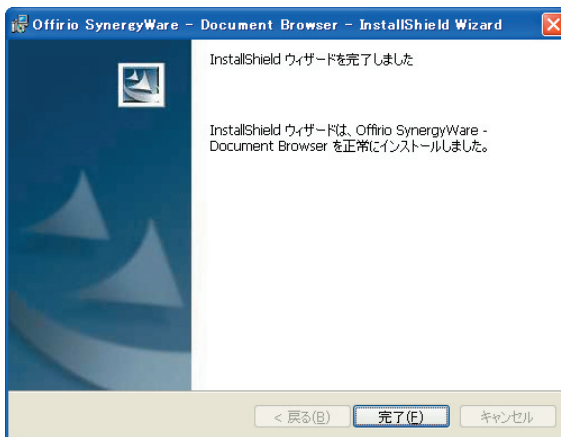 Offirio SynergyWare - Document Browser - InstallShield Wizard
InstallShield ウィザードを完了しました
InstallShield ウィザードは、Offirio SynergyWare -
Document Browser を正常にインストールしました。
< 戻る(B)
完了(F)
キャンセル